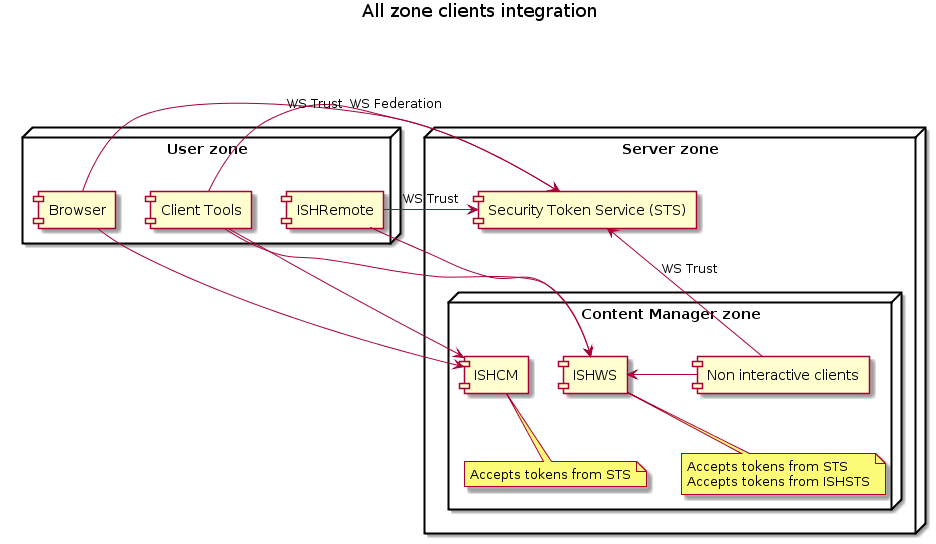 All zone clients integration
WS Trust
WS Federation
User zone
Server zone
Browser
Client Tools
ISHRemote
WS Trust
Security Token Service (STS)
WS Trust
Content Manager zone
ISHCM
ISHWS
Non interactive clients
Accepts tokens from STS
Accepts tokens from STS
Accepts tokens from ISHSTS